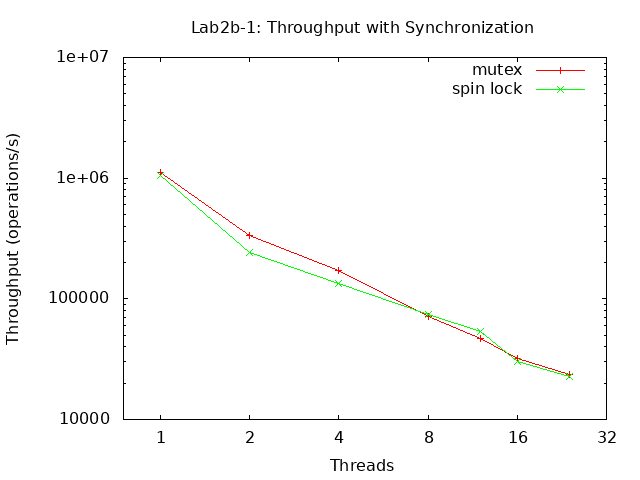 Lab2b-1: Throughput with Synchronization
1e+07
mutex
spin lock
1e+06
Throughput (operations/s)
100000
10000
1 2 4 8 16 32
Threads